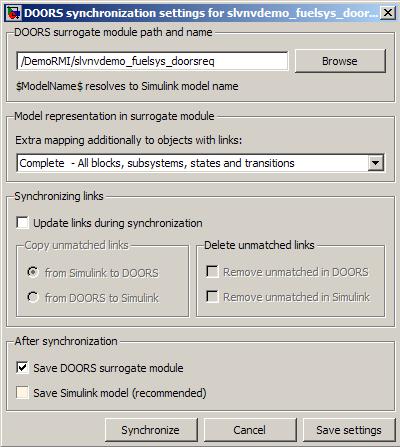 DOORS synchronization settings for slvnvdemo_fuelsys_door...
DOORS surrogate module path and name
/DemoRMI/slvnvdemo_fuelsys_doorsreq
Browse
$ModelName$ resolves to Simulink model name
Model representation in surrogate module
Extra mapping additionally to objects with links:
Complete - All blocks, subsystems, states and transitions
Synchronizing links
Update links during synchronization
Copy unmatched links
Delete unmatched links
from Simulink to DOORS
Remove unmatched in DOORS
from DOORS to Simulink
Remove unmatched in Simulink
After synchronization
Save DOORS surrogate module
Save Simulink model (recommended)
Synchronize
Cancel
Save settings